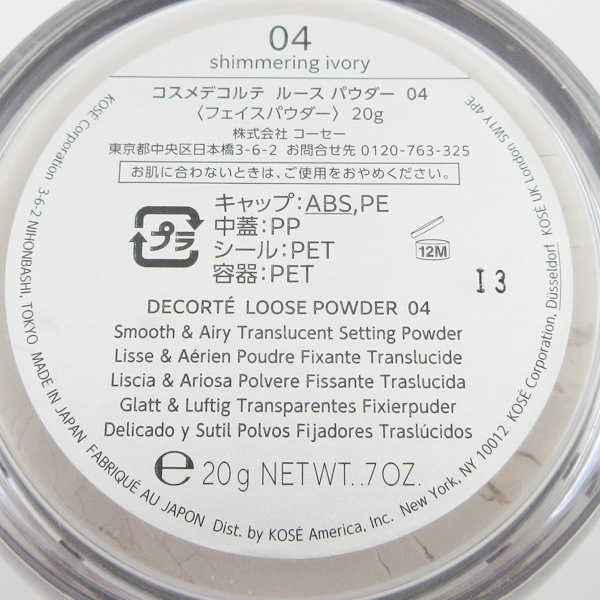 04
shimmering ivory
コスメデコルテ ルース パウダー 04
〈フェイスパウダー〉 20g
株式会社 コーセー
東京都中央区日本橋3-6-2 お問合せ先 0120-763-325
お肌に合わないときは、ご使用をおやめください。
プラ
キャップ:ABS,PE
中蓋:PP
シール:PET
容器:PET
12M
I3
DECORTÉ LOOSE POWDER 04
Smooth & Airy Translucent Setting Powder
Lisse & Aérien Poudre Fixante Translucide
Liscia & Ariosa Polvere Fissante Traslucida
Glatt & Luftig Transparentes Fixierpuder
Delicado y Sutil Polvos Fijadores Traslúcidos
℮ 20g NET WT. .7 OZ.
KOSÉ Corporation 3-6-2 NIHONBASHI, TOKYO MADE IN JAPAN FABRIQUÉ AU JAPON Dist. by KOSÉ America, Inc. New York, NY 10012 KOSÉ Corporation, Düsseldorf KOSÉ UK London SW1Y 4PE